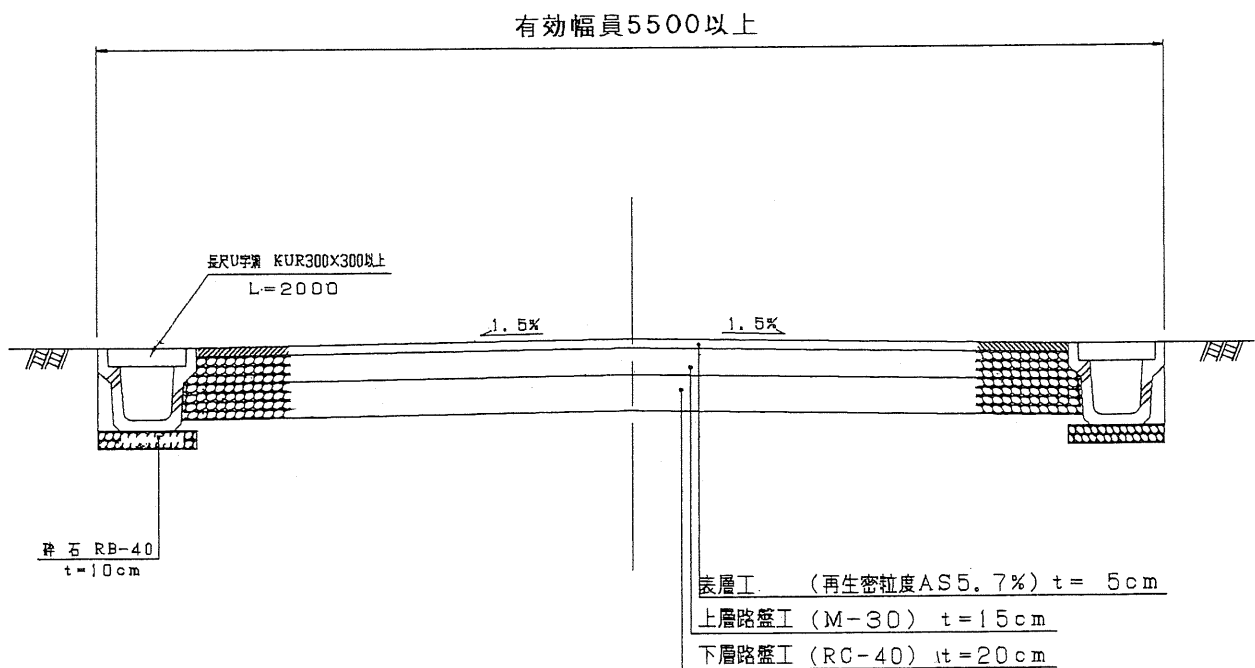 有効幅員5500以上
長尺U字溝 KUR300X300以上
L=2000
1.5%
1.5%
砕石 RB-40
t=10cm
表層工 (再生密粒度AS5.7%) t= 5cm
上層路盤工 (M-30) t=15cm
下層路盤工 (RC-40) t=20cm